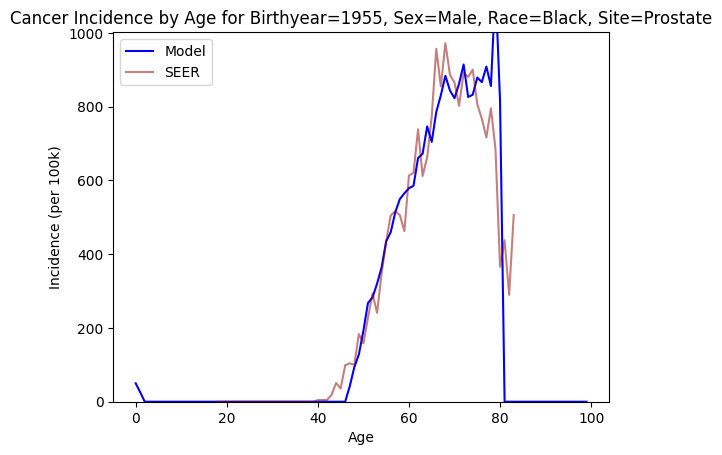 Cancer Incidence by Age for Birthyear=1955, Sex=Male, Race=Black, Site=Prostate
Model
SEER
Incidence (per 100k)
1000
800
600
400
200
0
0 20 40 60 80 100
Age